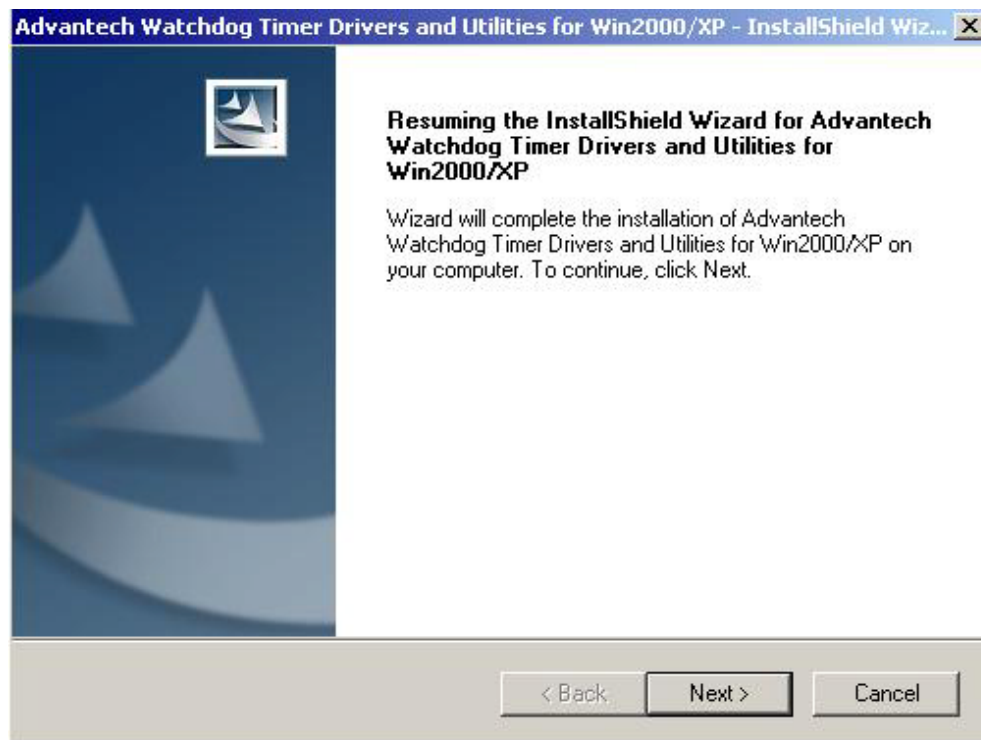 Advantech Watchdog Timer Drivers and Utilities for Win2000/XP - InstallShield Wiz...
Resuming the InstallShield Wizard for Advantech
Watchdog Timer Drivers and Utilities for
Win2000/XP
Wizard will complete the installation of Advantech
Watchdog Timer Drivers and Utilities for Win2000/XP on
your computer. To continue, click Next.
< Back Next > Cancel